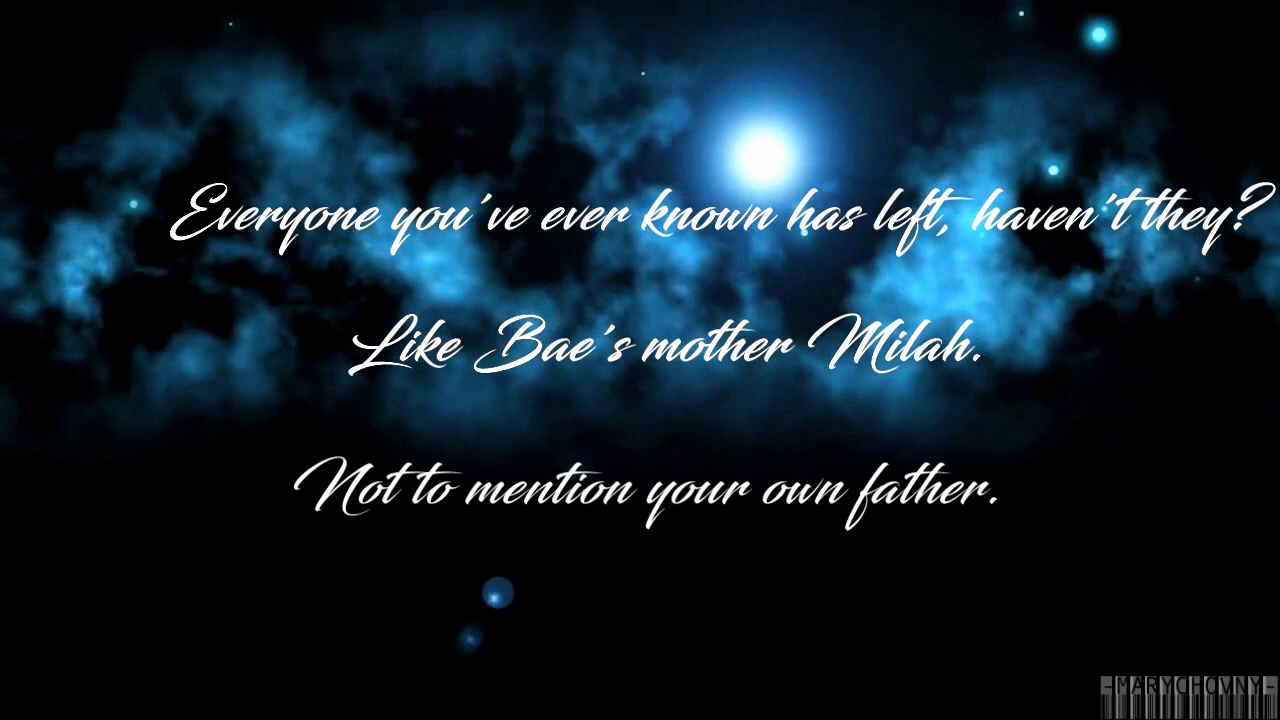 Everyone you've ever known has left, haven't they?
Like Bae's mother Milah.
Not to mention your own father.
-MARYCHOVNY-